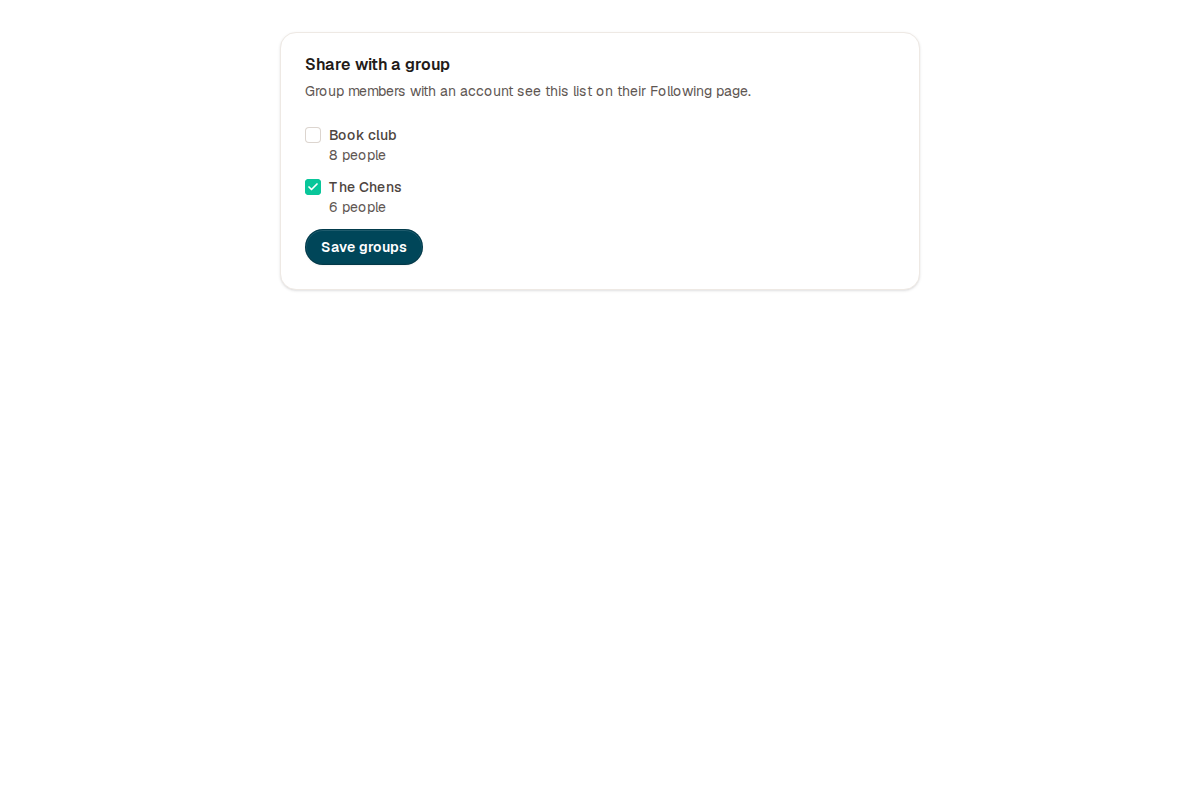 Share with a group
Group members with an account see this list on their Following page.
Book club
8 people
The Chens
6 people
Save groups